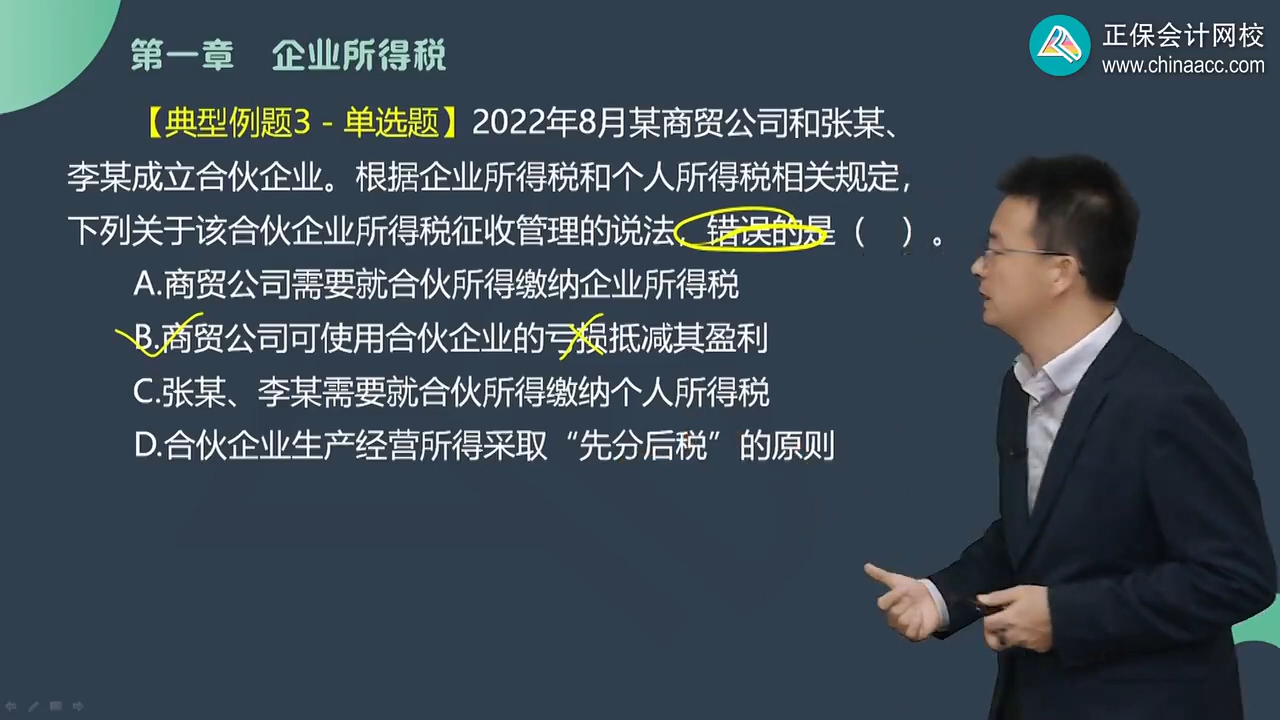 第一章 企业所得税
正保会计网校
www.chinaacc.com
【典型例题3-单选题】2022年8月某商贸公司和张某、
李某成立合伙企业。根据企业所得税和个人所得税相关规定，
下列关于该合伙企业所得税征收管理的说法，错误的是（ ）。
A.商贸公司需要就合伙所得缴纳企业所得税
B.商贸公司可使用合伙企业的亏损抵减其盈利
C.张某、李某需要就合伙所得缴纳个人所得税
D.合伙企业生产经营所得采取“先分后税”的原则